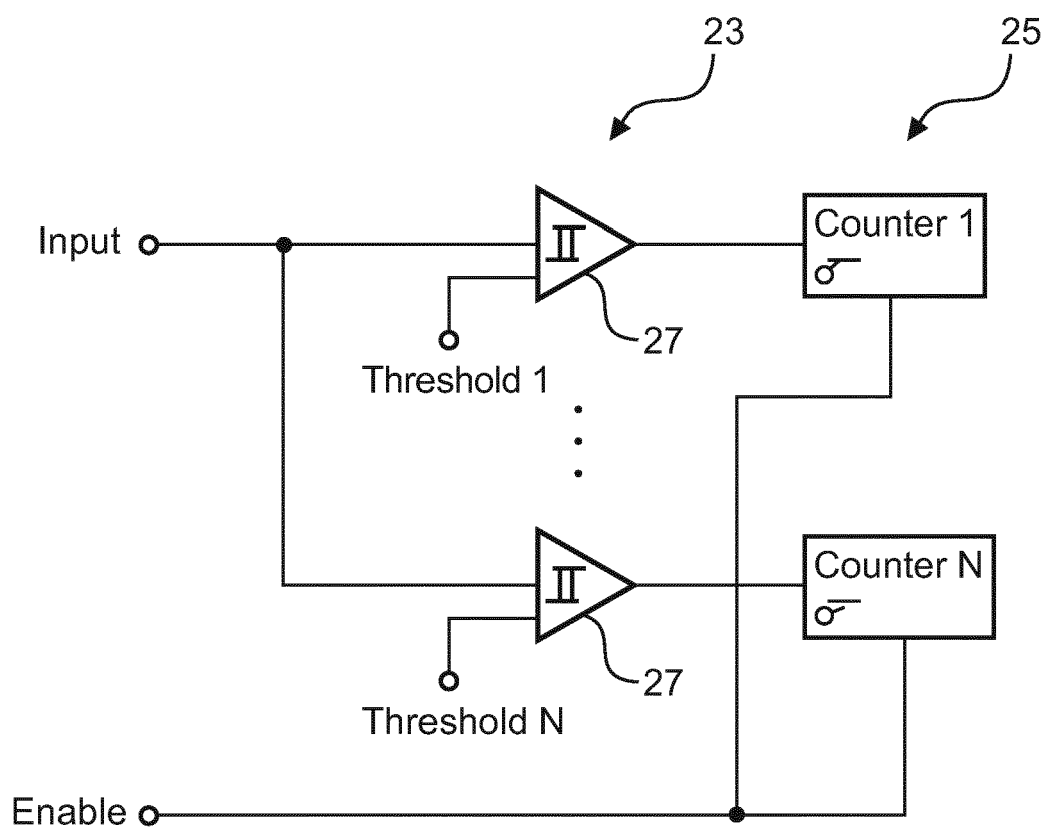 23
25
Input
Counter 1
27
Threshold 1
Counter N
27
Threshold N
Enable